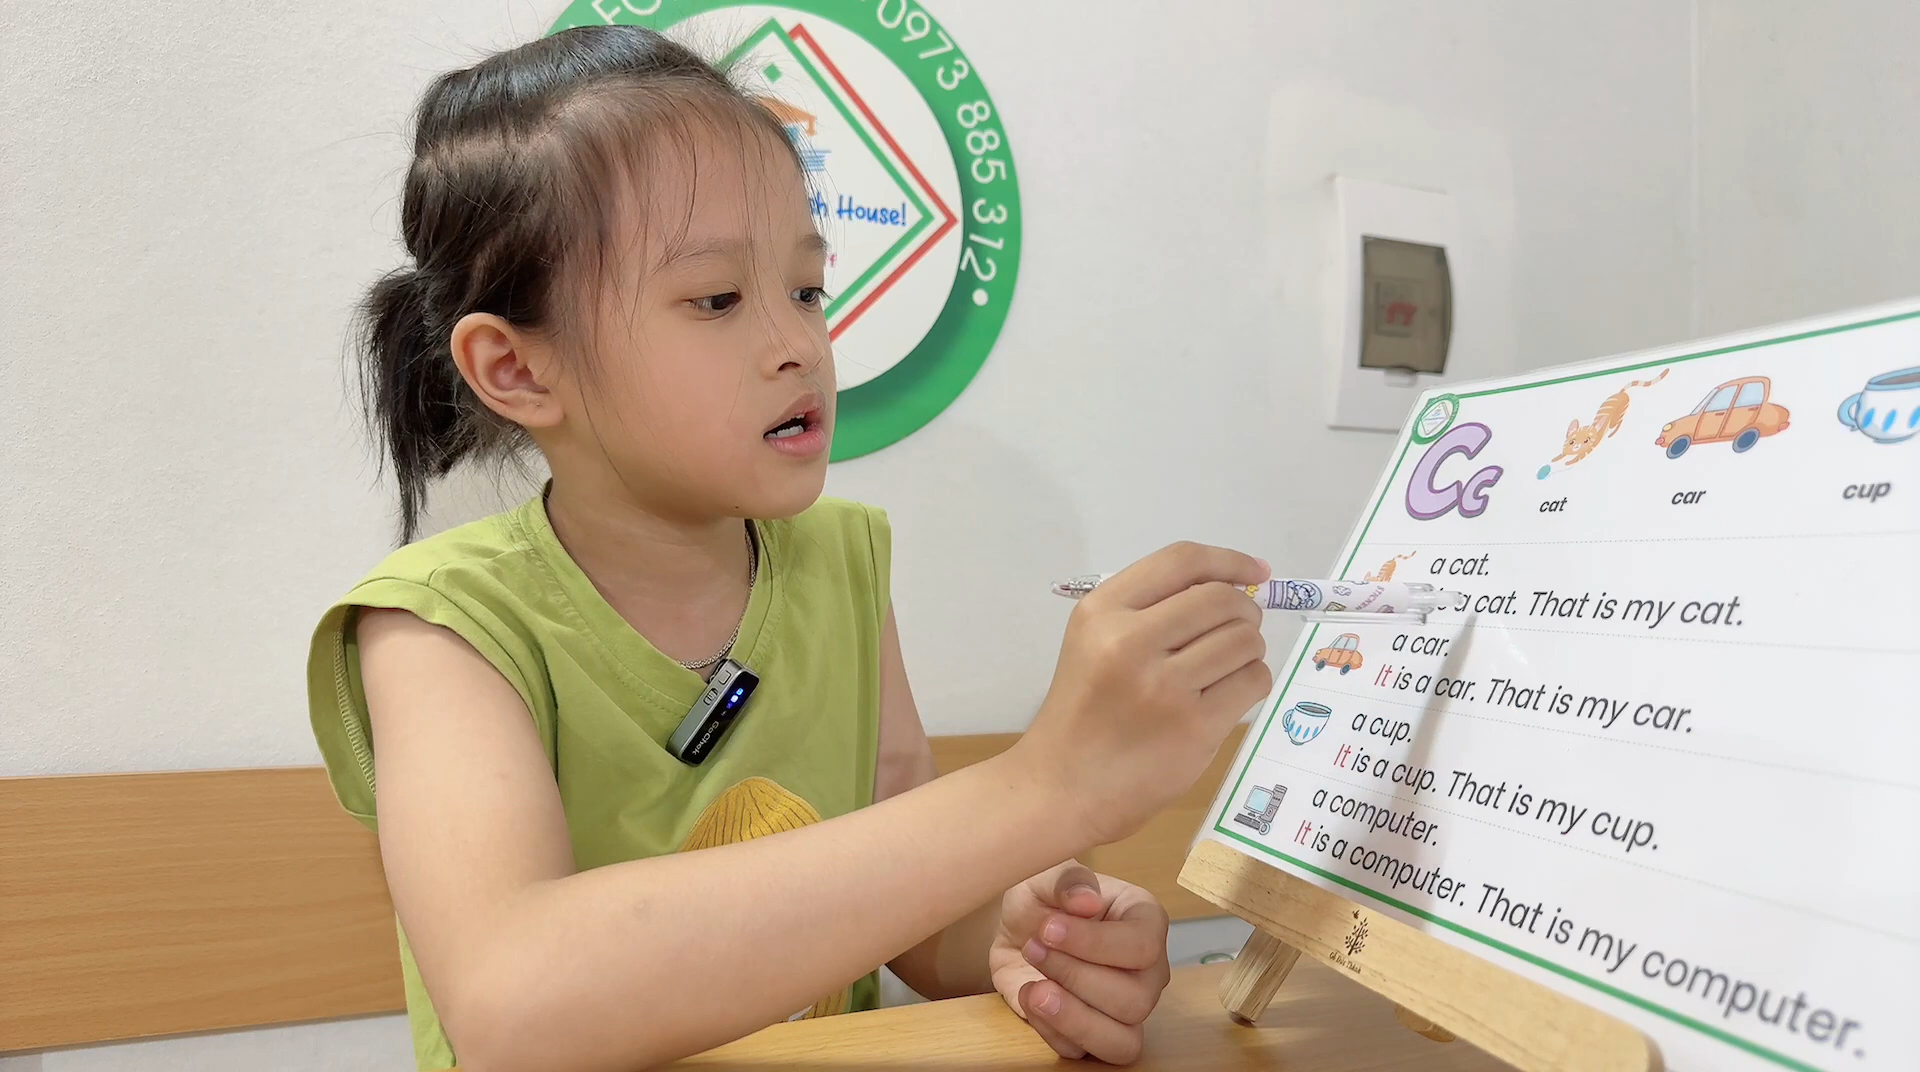 0973 885 312
House!
Cc
cat car cup
a cat.
a cat. That is my cat.
a car.
It is a car. That is my car.
a cup.
It is a cup. That is my cup.
a computer.
It is a computer. That is my computer.